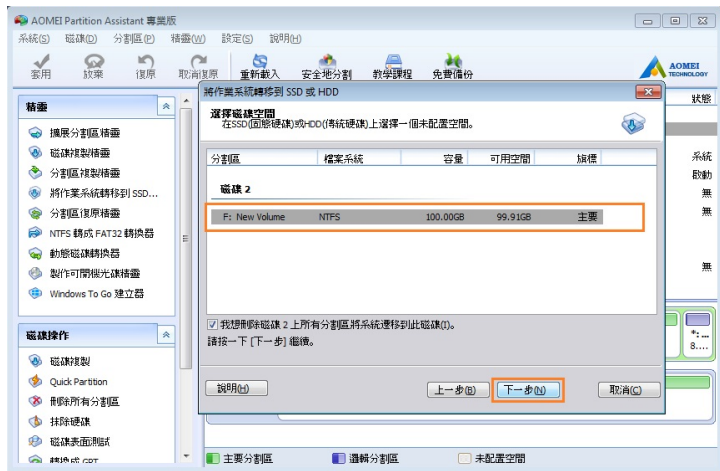 AOMEI Partition Assistant 專業版
系統(S) 磁碟(D) 分割區(P) 精靈(W) 設定(S) 說明(H)
套用 放棄 復原 取消復原 重新載入 安全地分割 教學課程 免費備份
AOMEI
TECHNOLOGY
將作業系統轉移到 SSD 或 HDD
選擇磁碟空間
在SSD(固態硬碟)或HDD(傳統硬碟)上選擇一個未配置空間。
狀態
精靈
擴展分割區精靈
磁碟複製精靈
分割區複製精靈
將作業系統轉移到 SSD...
分割區復原精靈
NTFS 轉成 FAT32 轉換器
動態磁碟轉換器
製作可開機光碟精靈
Windows To Go 建立器
分割區 檔案系統 容量 可用空間 旗標
磁碟 2
F: New Volume NTFS 100.00GB 99.91GB 主要
系統
啟動
無
無
無
我想刪除磁碟 2 上所有分割區將系統遷移到此磁碟(I)。
請按一下 [下一步] 繼續。
*: ...
8....
說明(H) 上一步(B) 下一步(N) 取消(C)
磁碟操作
磁碟複製
Quick Partition
刪除所有分割區
抹除硬碟
磁碟表面測試
轉換成 GPT
主要分割區 邏輯分割區 未配置空間